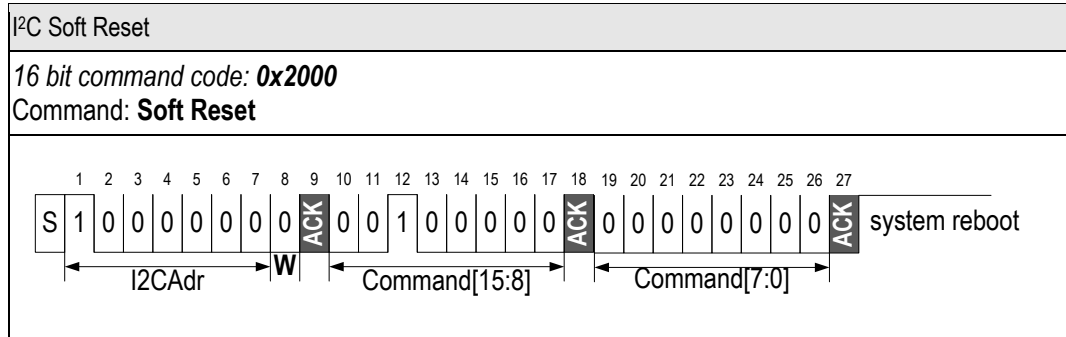 I²C Soft Reset
16 bit command code: 0x2000
Command: Soft Reset
1 2 3 4 5 6 7 8 9 10 11 12 13 14 15 16 17 18 19 20 21 22 23 24 25 26 27
S 1 0 0 0 0 0 0 0 ACK 0 0 1 0 0 0 0 0 ACK 0 0 0 0 0 0 0 0 ACK system reboot
I2CAdr W Command[15:8] Command[7:0]